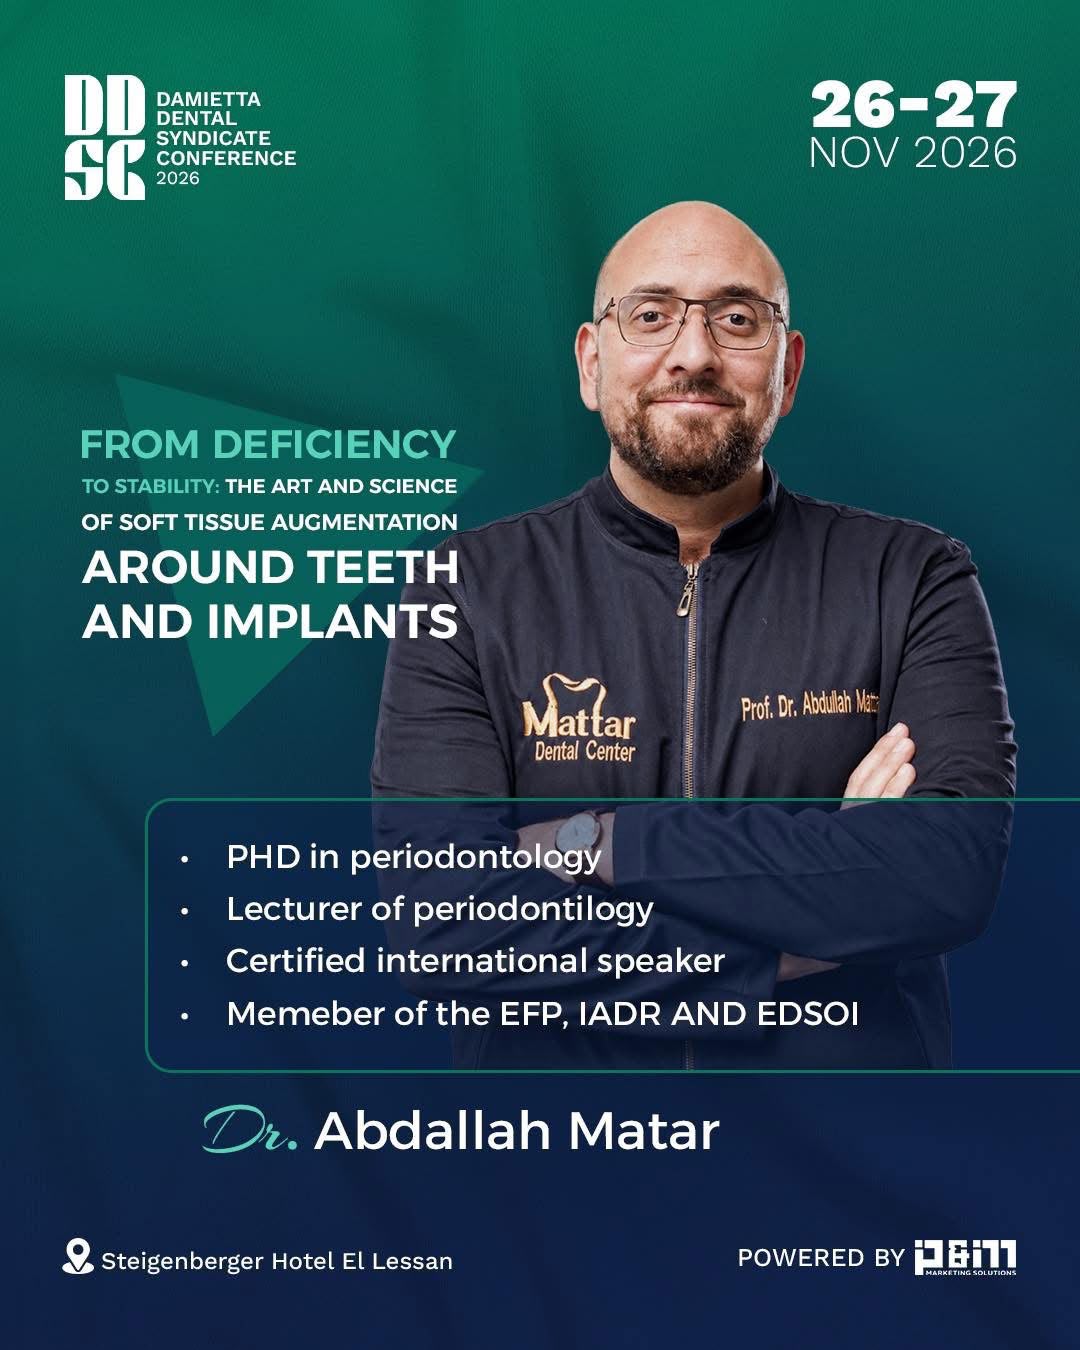 DDSC
DAMIETTA
DENTAL
SYNDICATE
CONFERENCE
2026
26-27
NOV 2026
FROM DEFICIENCY
TO STABILITY: THE ART AND SCIENCE
OF SOFT TISSUE AUGMENTATION
AROUND TEETH
AND IMPLANTS
Mattar
Dental Center
Prof. Dr. Abdullah
• PHD in periodontology
• Lecturer of periodontilogy
• Certified international speaker
• Memeber of the EFP, IADR AND EDSOI
Dr. Abdallah Matar
Steigenberger Hotel El Lessan
POWERED BY P&M
MARKETING SOLUTIONS